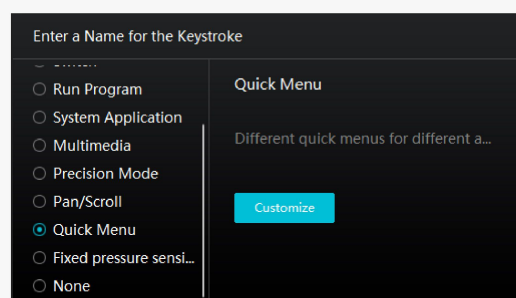 Enter a Name for the Keystroke
Run Program
System Application
Multimedia
Precision Mode
Pan/Scroll
Quick Menu
Fixed pressure sensi...
None
Quick Menu
Different quick menus for different a...
Customize